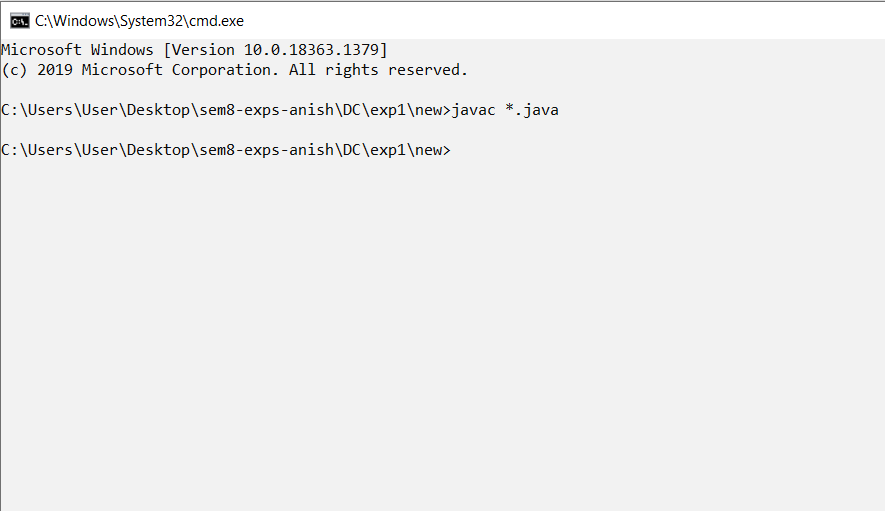 C:\Windows\System32\cmd.exe
Microsoft Windows [Version 10.0.18363.1379]
(c) 2019 Microsoft Corporation. All rights reserved.
C:\Users\User\Desktop\sem8-exps-anish\DC\exp1\new>javac *.java
C:\Users\User\Desktop\sem8-exps-anish\DC\exp1\new>